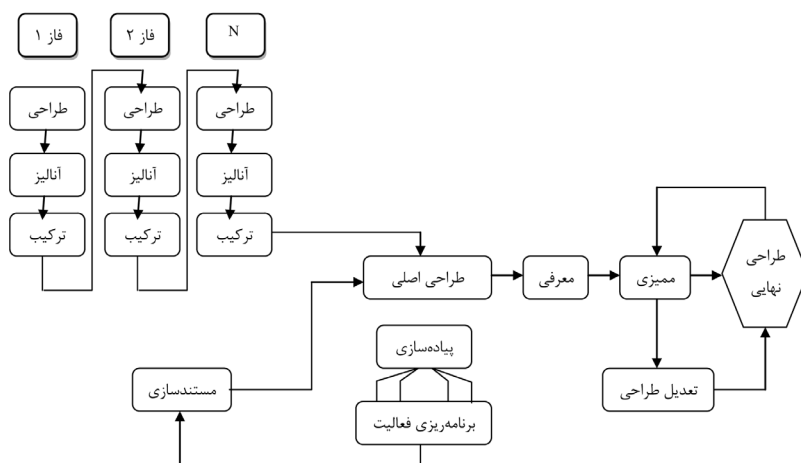 فاز ۱
فاز ۲
N
طراحی
طراحی
طراحی
آنالیز
آنالیز
آنالیز
ترکیب
ترکیب
ترکیب
طراحی اصلی
معرفی
ممیزی
طراحی
نهایی
پیاده‌سازی
مستندسازی
تعدیل طراحی
برنامه‌ریزی فعالیت